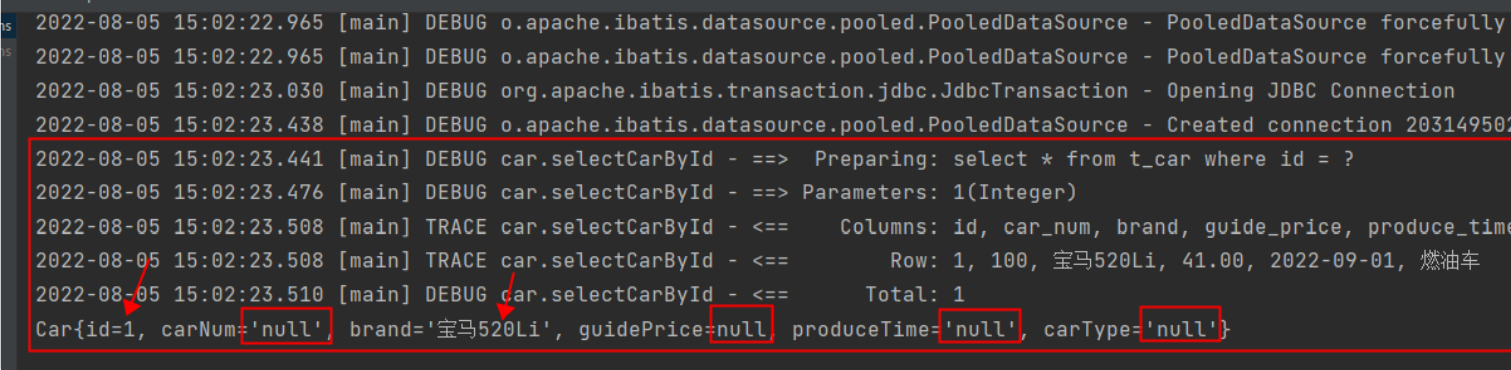 ns
2022-08-05 15:02:22.965 [main] DEBUG o.apache.ibatis.datasource.pooled.PooledDataSource - PooledDataSource forcefully
ns
2022-08-05 15:02:22.965 [main] DEBUG o.apache.ibatis.datasource.pooled.PooledDataSource - PooledDataSource forcefully
2022-08-05 15:02:23.030 [main] DEBUG org.apache.ibatis.transaction.jdbc.JdbcTransaction - Opening JDBC Connection
2022-08-05 15:02:23.438 [main] DEBUG o.apache.ibatis.datasource.pooled.PooledDataSource - Created connection 203149502
2022-08-05 15:02:23.441 [main] DEBUG car.selectCarById - ==>  Preparing: select * from t_car where id = ?
2022-08-05 15:02:23.476 [main] DEBUG car.selectCarById - ==> Parameters: 1(Integer)
2022-08-05 15:02:23.508 [main] TRACE car.selectCarById - <==    Columns: id, car_num, brand, guide_price, produce_time
2022-08-05 15:02:23.508 [main] TRACE car.selectCarById - <==        Row: 1, 100, 宝马520Li, 41.00, 2022-09-01, 燃油车
2022-08-05 15:02:23.510 [main] DEBUG car.selectCarById - <==      Total: 1
Car{id=1, carNum='null', brand='宝马520Li', guidePrice=null, produceTime='null', carType='null'}